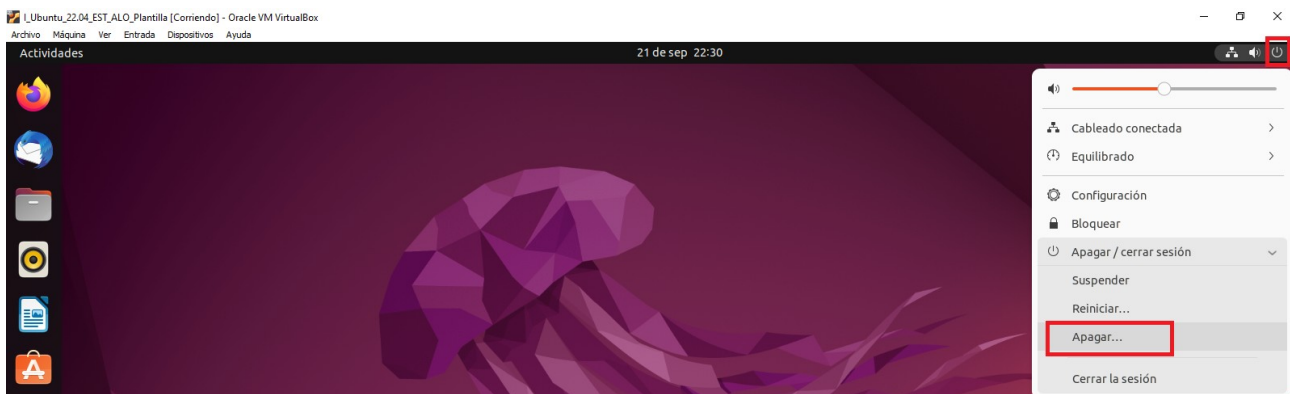 I_Ubuntu_22.04_EST_ALO_Plantilla [Corriendo] - Oracle VM VirtualBox
Archivo Máquina Ver Entrada Dispositivos Ayuda
Actividades 21 de sep 22:30
Cableado conectada
Equilibrado
Configuración
Bloquear
Apagar / cerrar sesión
Suspender
Reiniciar...
Apagar...
Cerrar la sesión